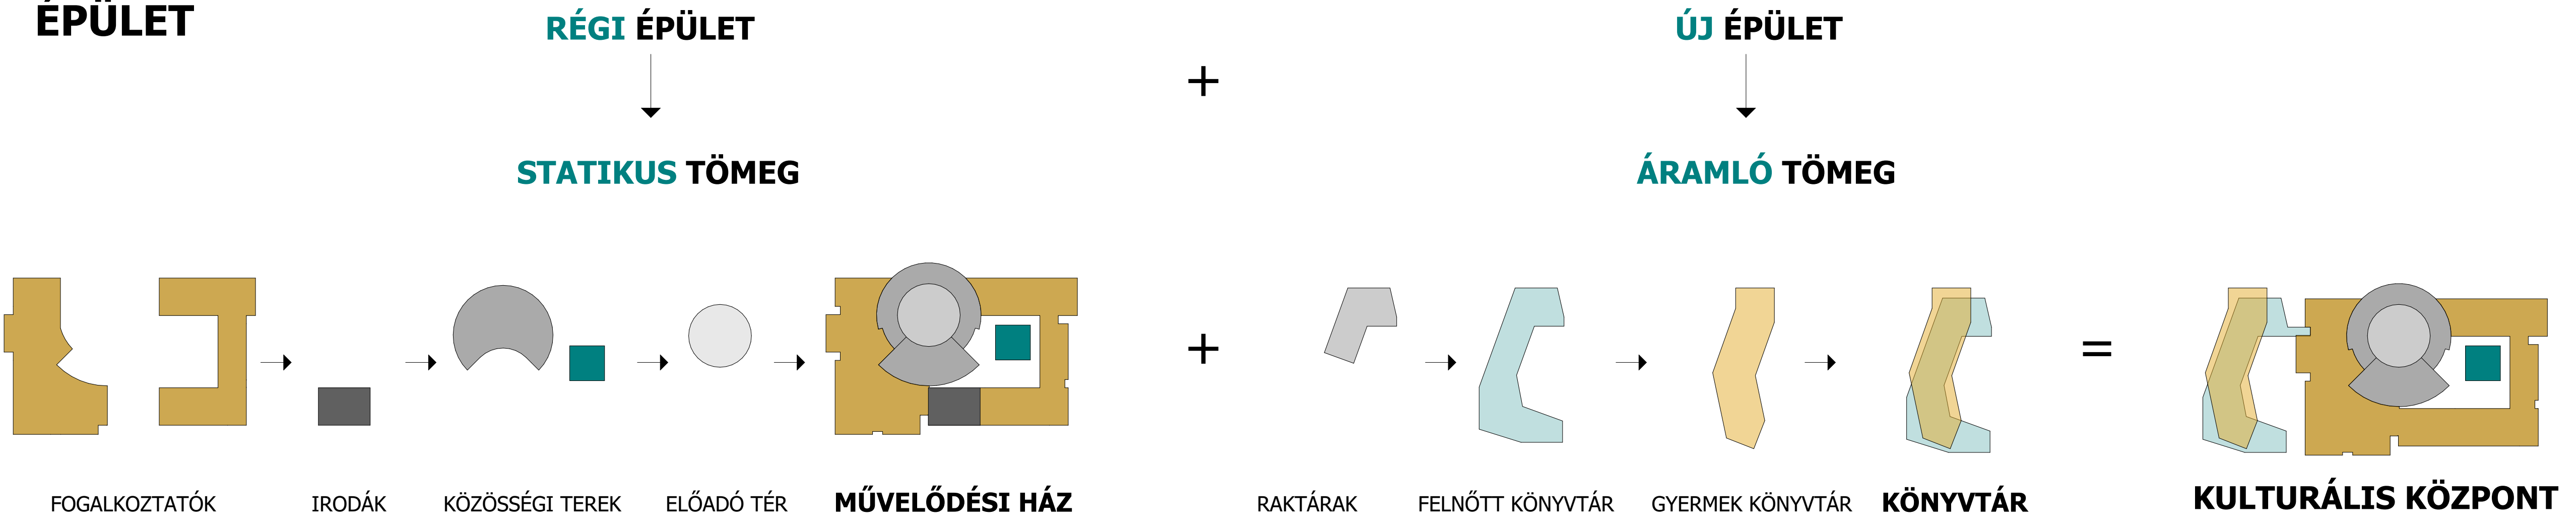 ÉPÜLET
RÉGI ÉPÜLET
+
ÚJ ÉPÜLET
STATIKUS TÖMEG
ÁRAMLÓ TÖMEG
+
=
FOGALKOZTATÓK
IRODÁK
KÖZÖSSÉGI TEREK
ELŐADÓ TÉR
MŰVELŐDÉSI HÁZ
RAKTÁRAK
FELNŐTT KÖNYVTÁR
GYERMEK KÖNYVTÁR
KÖNYVTÁR
KULTURÁLIS KÖZPONT